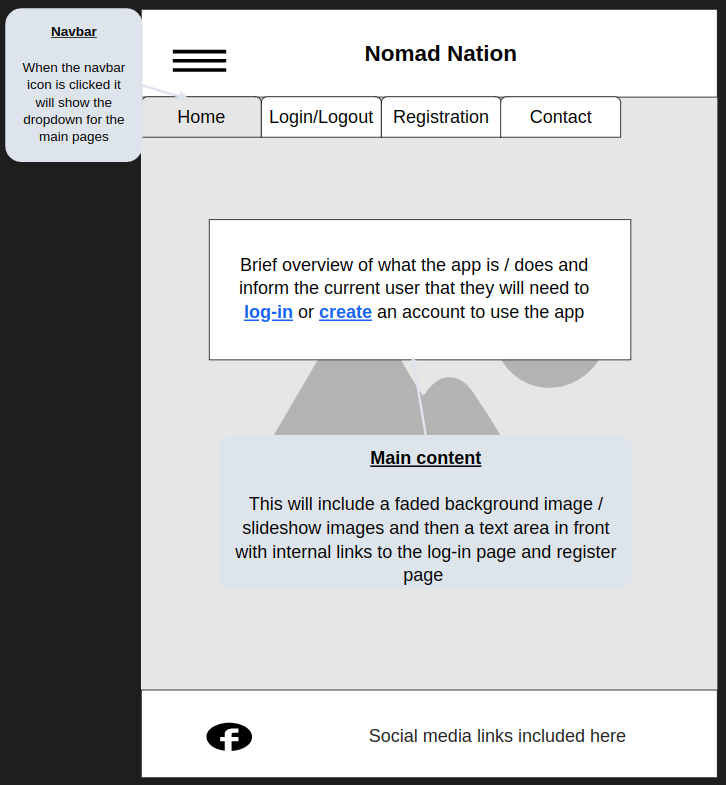 Navbar
When the navbar
icon is clicked it
will show the
dropdown for the
main pages
Nomad Nation
Home
Login/Logout
Registration
Contact
Brief overview of what the app is / does and
inform the current user that they will need to
log-in or create an account to use the app
Main content
This will include a faded background image /
slideshow images and then a text area in front
with internal links to the log-in page and register
page
Social media links included here